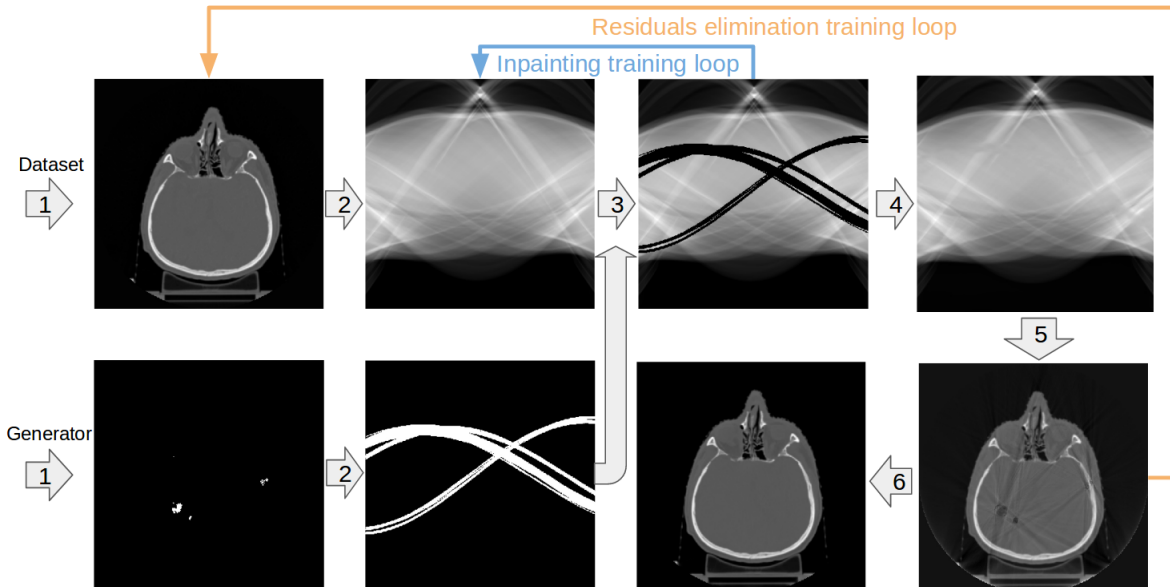 Residuals elimination training loop
Inpainting training loop
Dataset
1
2
3
4
5
Generator
1
2
6